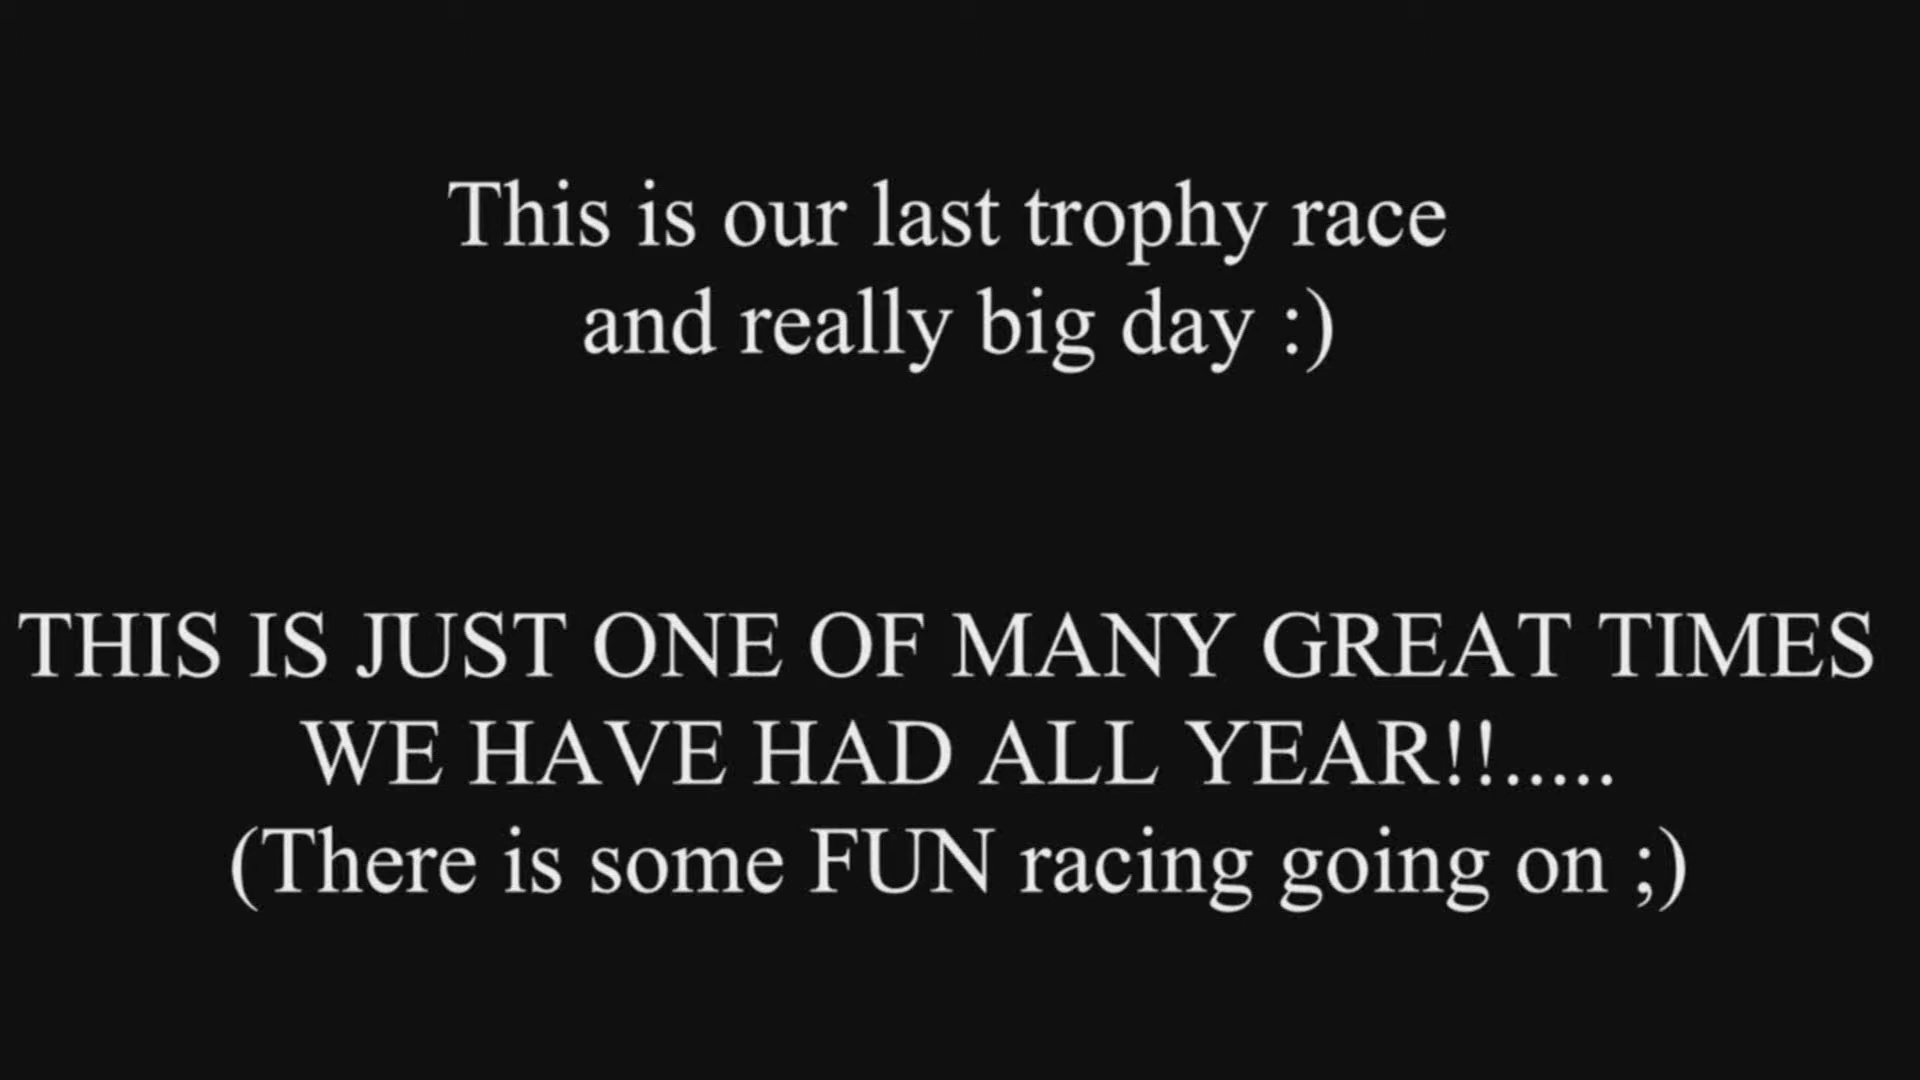 This is our last trophy race
and really big day :)
THIS IS JUST ONE OF MANY GREAT TIMES
WE HAVE HAD ALL YEAR!!.....
(There is some FUN racing going on ;)